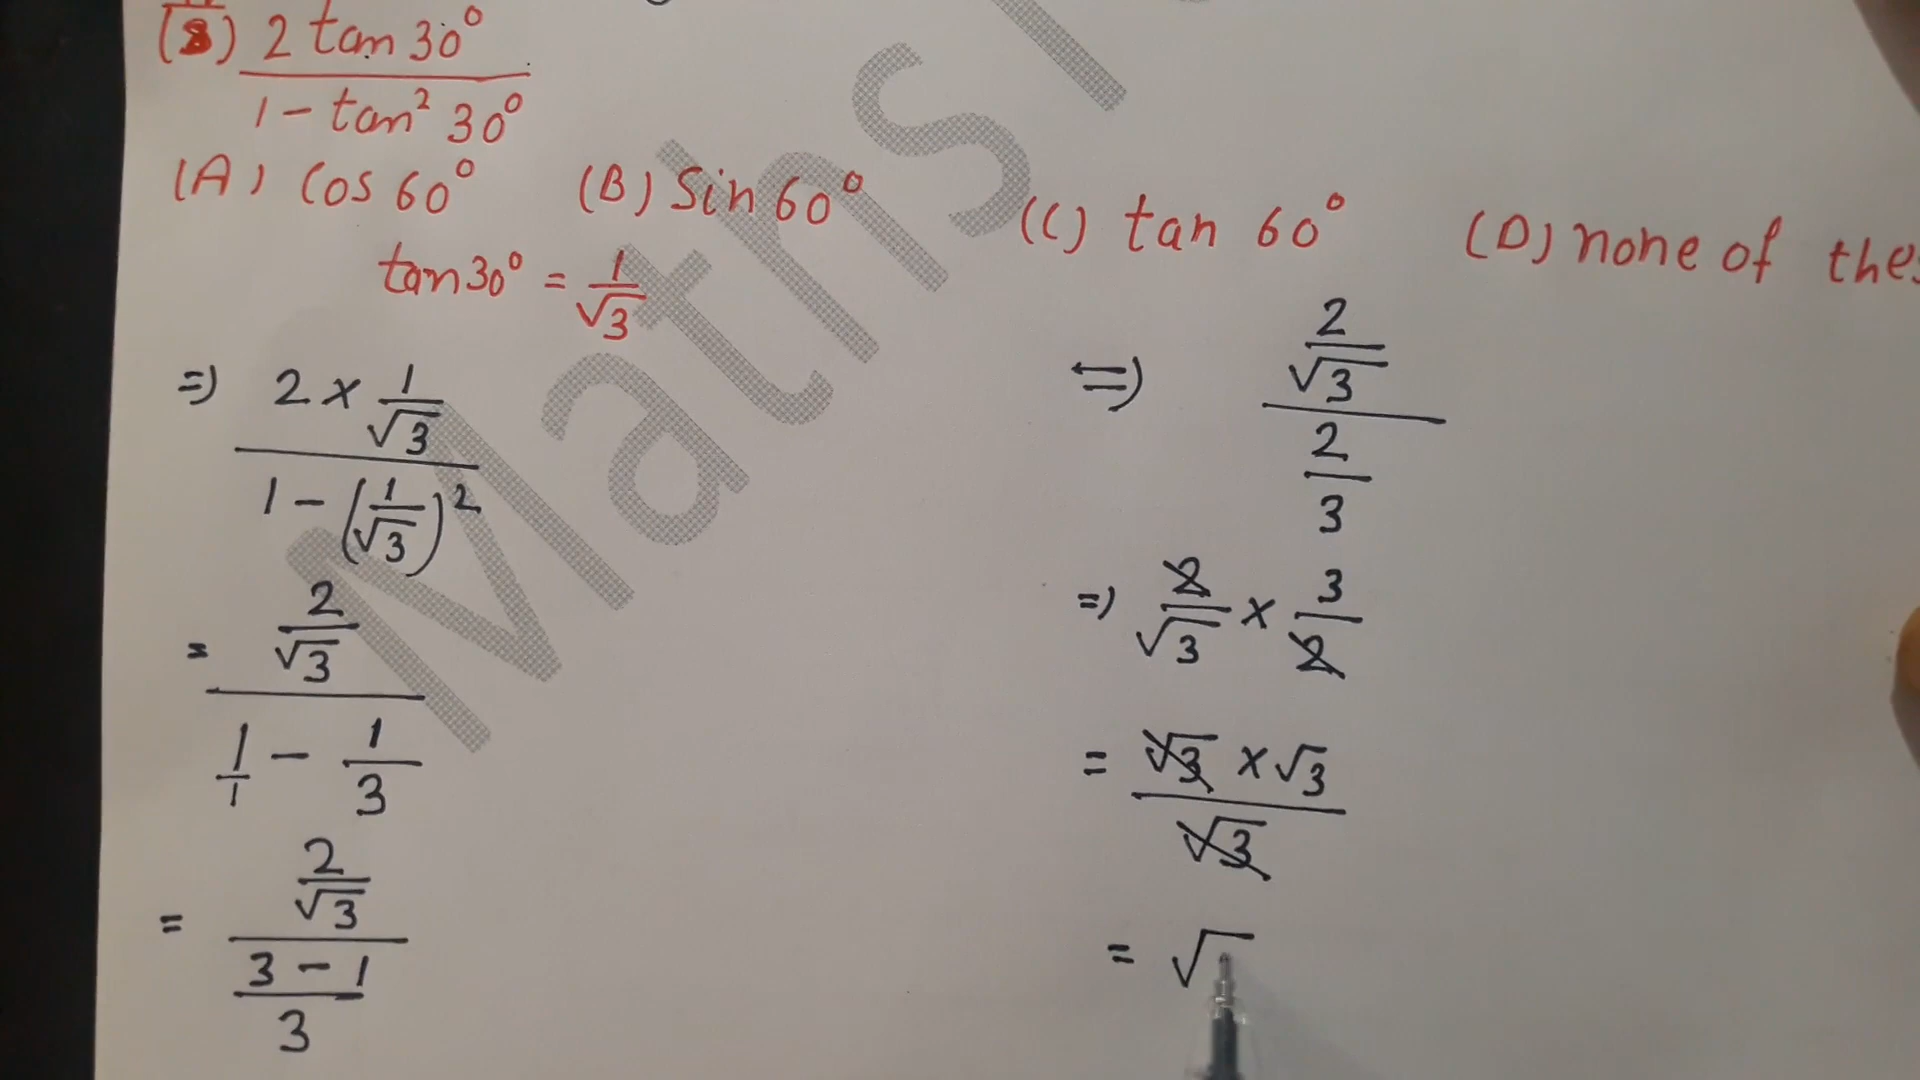 (8) 2 tan 30°
1 - tan² 30°
(A) Cos 60° (B) Sin 60° (C) tan 60° (D) none of
tan 30° = 1/√3
=) 2 × 1/√3
1 - (1/√3)²
= 2/√3
1/1 - 1/3
= 2/√3
3 - 1
3
=) 2/√3
2/3
=) 2/√3 × 3/2
= √3 × √3
√3
= √
Maths